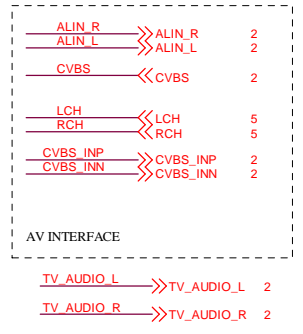 ALIN_R ALIN_R 2
ALIN_L ALIN_L 2
CVBS CVBS 2
LCH LCH 5
RCH RCH 5
CVBS_INP CVBS_INP 2
CVBS_INN CVBS_INN 2
AV INTERFACE
TV_AUDIO_L TV_AUDIO_L 2
TV_AUDIO_R TV_AUDIO_R 2